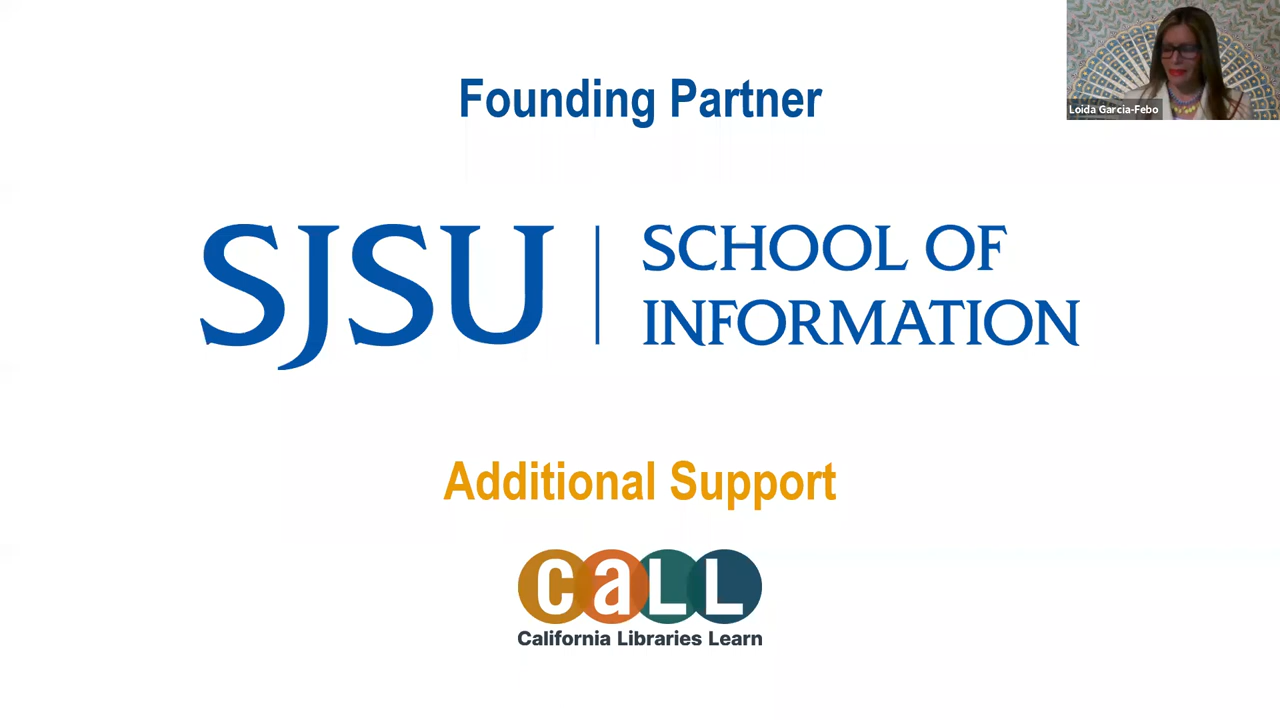 Founding Partner
Loida Garcia-Febo
SJSU
SCHOOL OF
INFORMATION
Additional Support
CaLL
California Libraries Learn